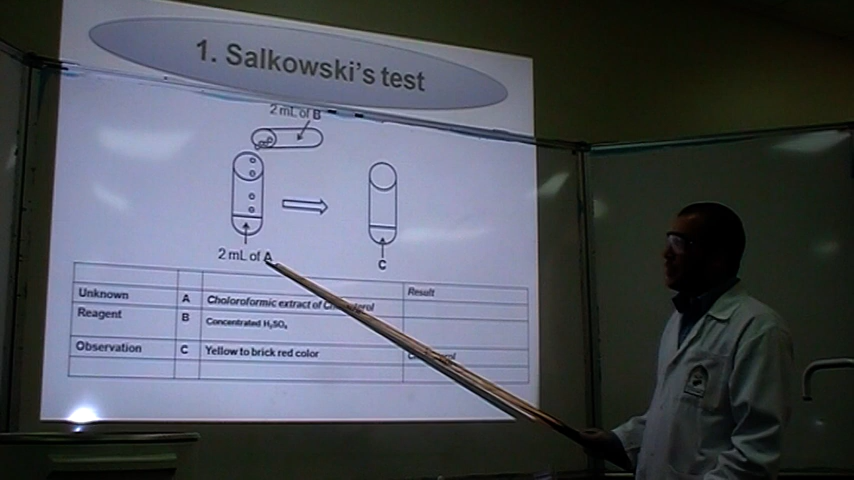 1. Salkowski's test
2 mL of B
2 mL of A
C
Result
Unknown A Choloroformic extract of
Reagent B Concentrated H₂SO₄
Observation C Yellow to brick red color